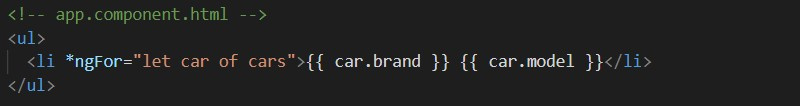 <!-- app.component.html -->
<ul>
  <li *ngFor="let car of cars">{{ car.brand }} {{ car.model }}</li>
</ul>